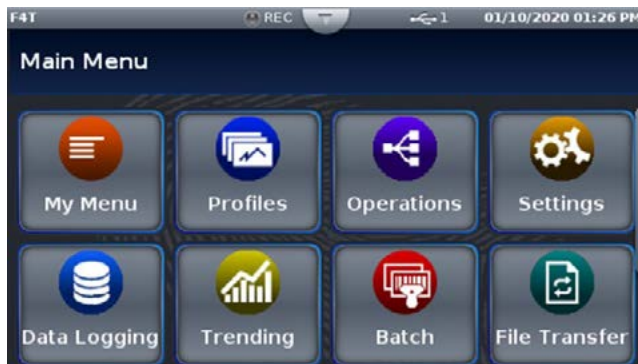 F4T REC 1 01/10/2020 01:26 PM
Main Menu
My Menu Profiles Operations Settings
Data Logging Trending Batch File Transfer